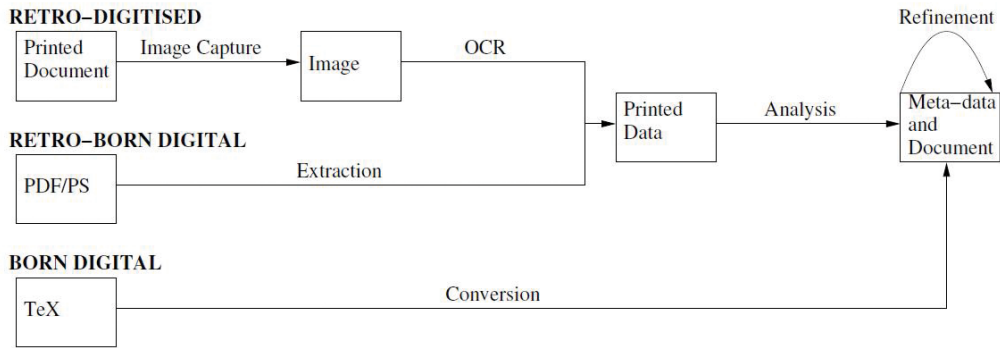 RETRO–DIGITISED
Refinement
Printed
Document
Image Capture
Image
OCR
Printed
Data
Analysis
Meta–data
and
Document
RETRO–BORN DIGITAL
PDF/PS
Extraction
BORN DIGITAL
TeX
Conversion